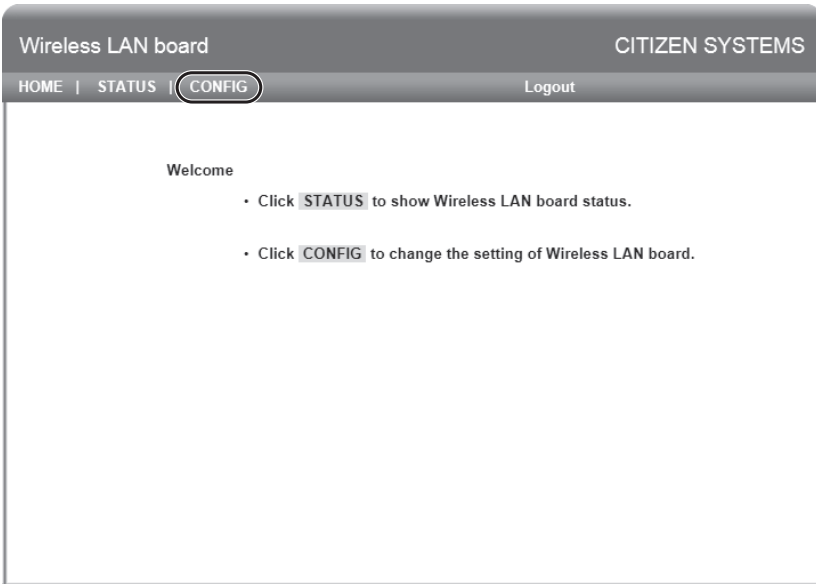 Wireless LAN board CITIZEN SYSTEMS
HOME | STATUS | CONFIG Logout
Welcome
• Click STATUS to show Wireless LAN board status.
• Click CONFIG to change the setting of Wireless LAN board.